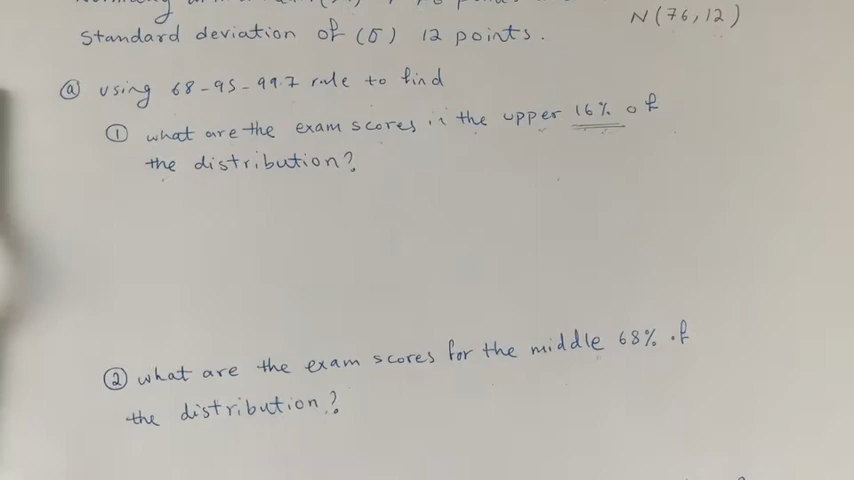 points
N(76,12)
standard deviation of (σ) 12 points.
ⓐ using 68-95-99.7 rule to find
① what are the exam scores in the upper 16% of
the distribution?
② what are the exam scores for the middle 68% of
the distribution?